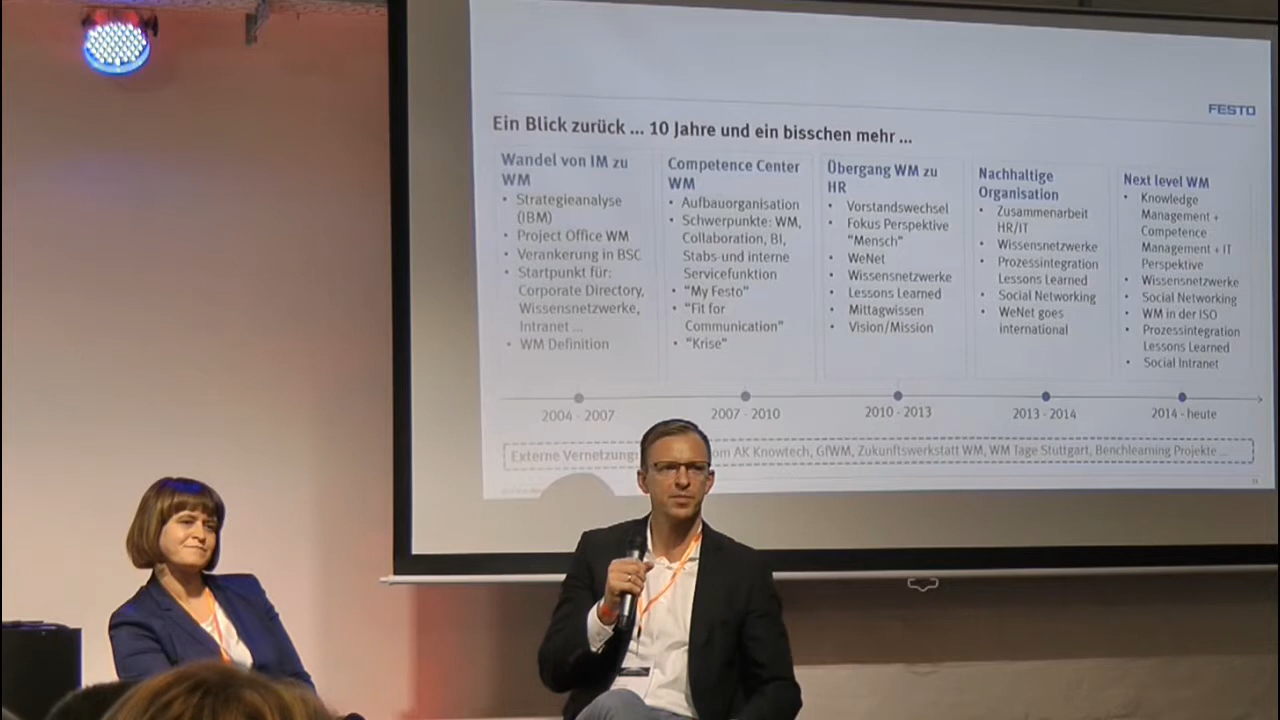 FESTO
Ein Blick zurück ... 10 Jahre und ein bisschen mehr ...
Wandel von IM zu
WM
• Strategieanalyse
(IBM)
• Project Office WM
• Verankerung in BSC
• Startpunkt für:
Corporate Directory,
Wissensnetzwerke,
Intranet ...
• WM Definition
Competence Center
WM
• Aufbauorganisation
• Schwerpunkte: WM,
Collaboration, BI,
Stabs-und interne
Servicefunktion
• "My Festo"
• "Fit for
Communication"
• "Krise"
Übergang WM zu
HR
• Vorstandswechsel
• Fokus Perspektive
"Mensch"
• WeNet
• Wissensnetzwerke
• Lessons Learned
• Mittagwissen
• Vision/Mission
Nachhaltige
Organisation
• Zusammenarbeit
HR/IT
• Wissensnetzwerke
• Prozessintegration
Lessons Learned
• Social Networking
• WeNet goes
international
Next level WM
• Knowledge
Management +
Competence
Management + IT
Perspektive
• Wissensnetzwerke
• Social Networking
• WM in der ISO
• Prozessintegration
Lessons Learned
• Social Intranet
2004 - 2007
2007 - 2010
2010 - 2013
2013 - 2014
2014 - heute
Externe Vernetzung: om AK Knowtech, GfWM, Zukunftswerkstatt WM, WM Tage Stuttgart, Benchlearning Projekte ...